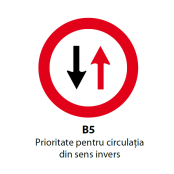 B5
Prioritate pentru circulația
din sens invers